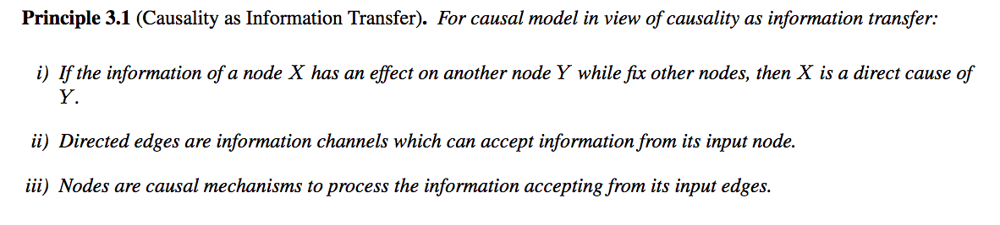 Principle 3.1 (Causality as Information Transfer). For causal model in view of causality as information transfer:
i) If the information of a node X has an effect on another node Y while fix other nodes, then X is a direct cause of
Y.
ii) Directed edges are information channels which can accept information from its input node.
iii) Nodes are causal mechanisms to process the information accepting from its input edges.